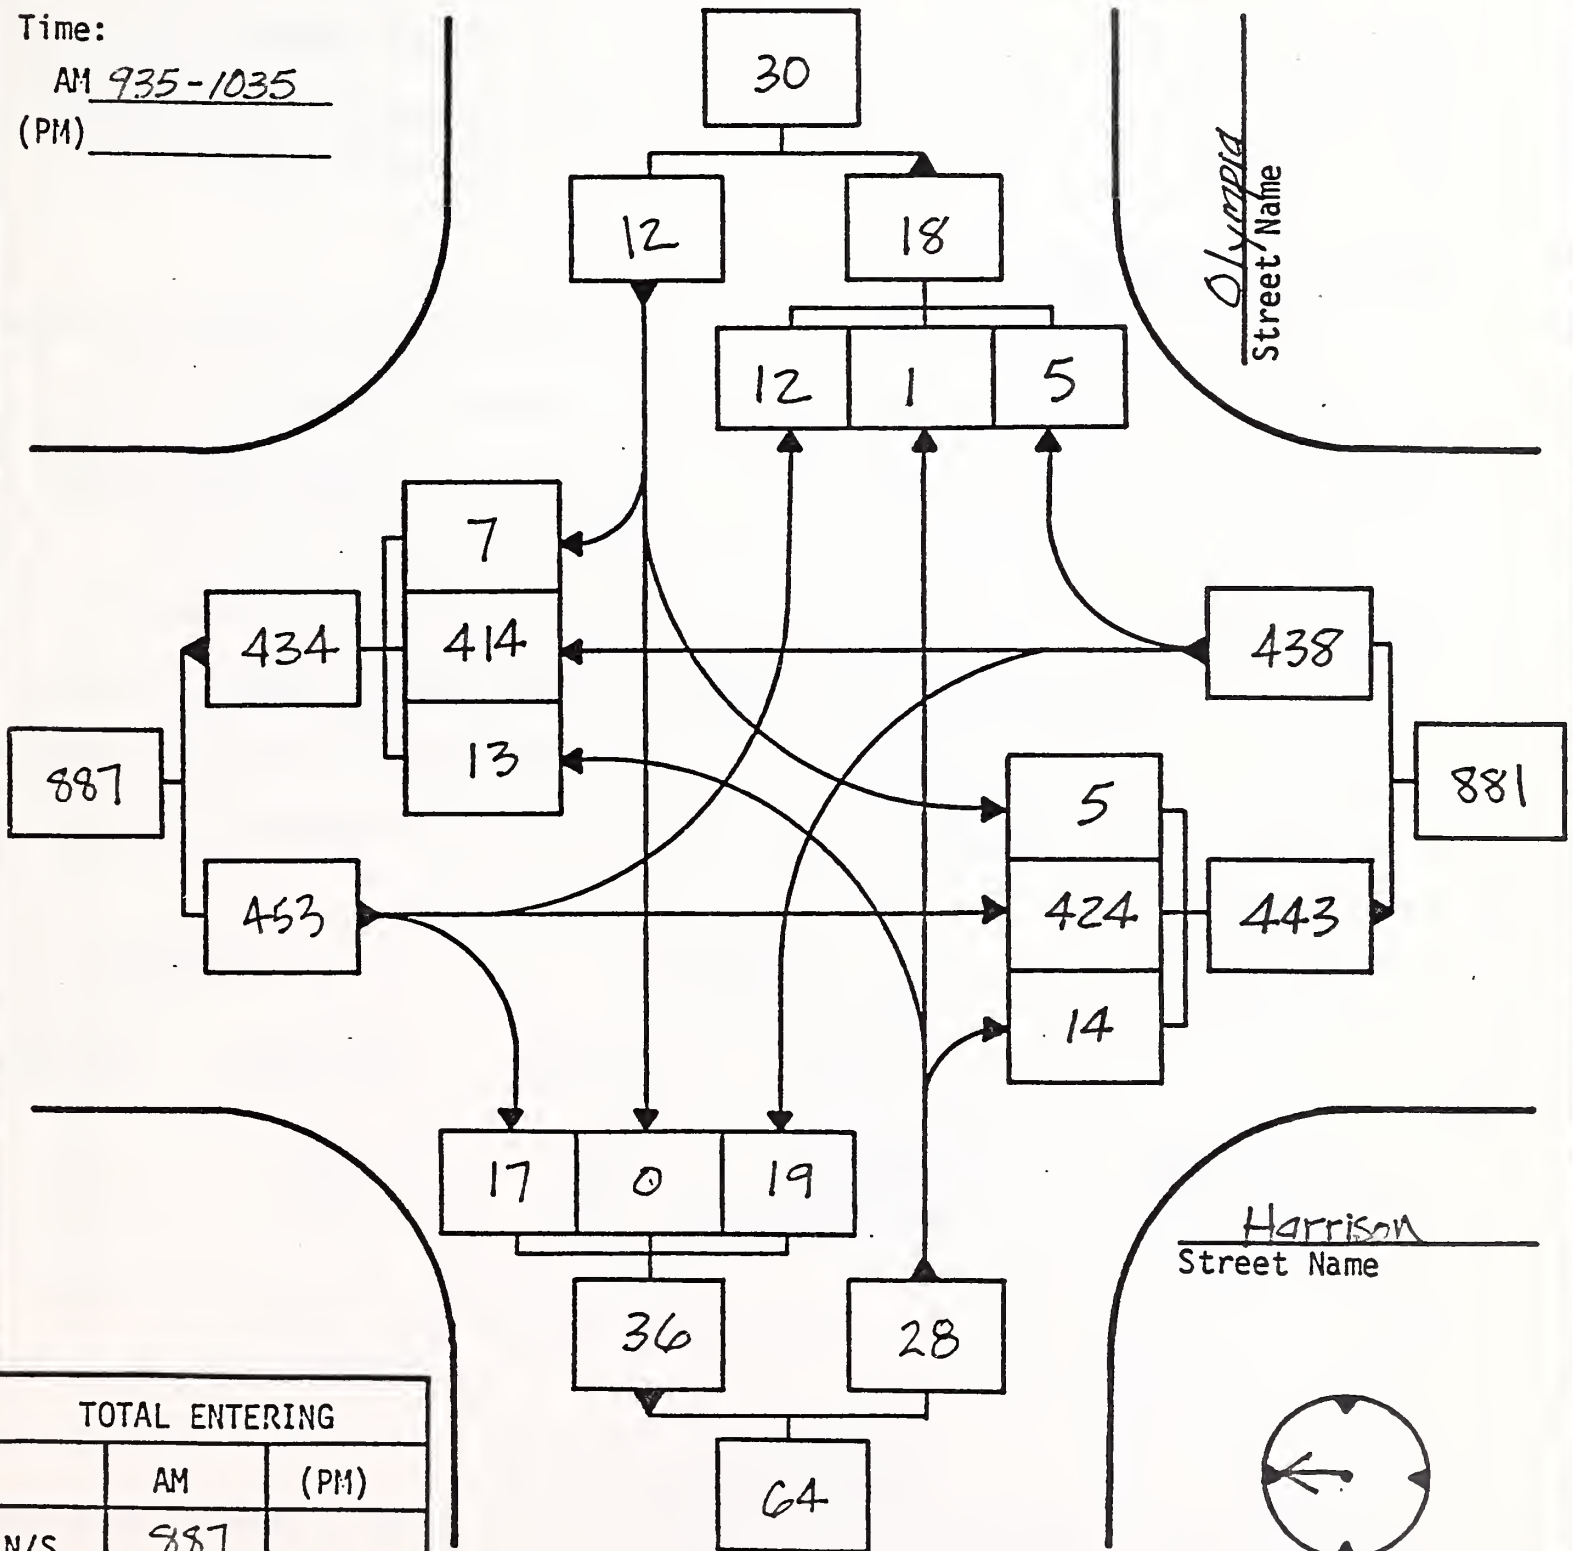 Time:
AM 935-1035
(PM)
30
12
18
12 1 5
Olympia
Street Name
7
414
13
434
887
453
438
881
5
424
14
443
17 0 19
36
28
64
Harrison
Street Name
TOTAL ENTERING
AM (PM)
N/S 887